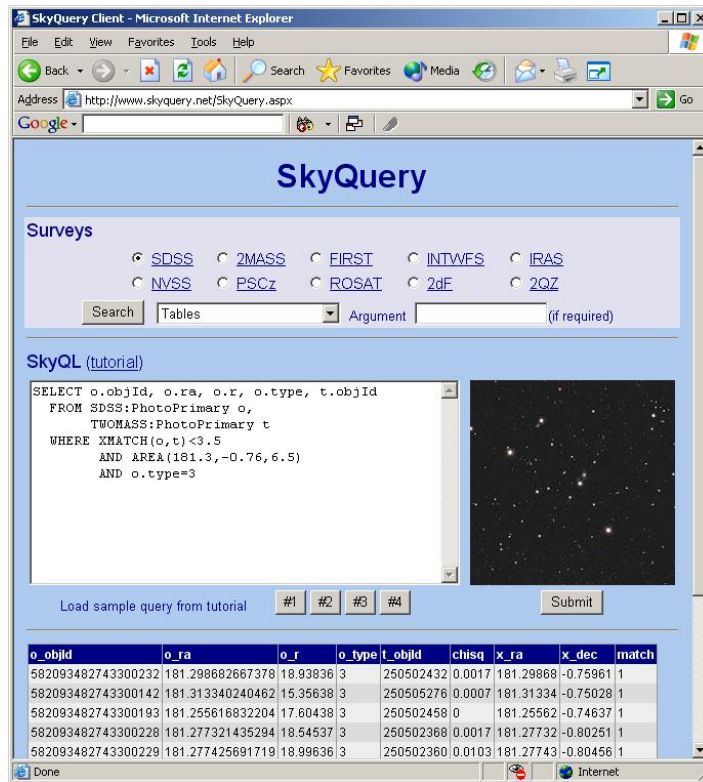 SkyQuery Client - Microsoft Internet Explorer
File Edit View Favorites Tools Help
Back Search Favorites Media
Address http://www.skyquery.net/SkyQuery.aspx Go
Google
SkyQuery
Surveys
SDSS 2MASS FIRST INTWFS IRAS
NVSS PSCz ROSAT 2dF 2QZ
Search Tables Argument (if required)
SkyQL (tutorial)
SELECT o.objId, o.ra, o.r, o.type, t.objId
FROM SDSS:PhotoPrimary o,
TWOMASS:PhotoPrimary t
WHERE XMATCH(o,t)<3.5
AND AREA(181.3,-0.76,6.5)
AND o.type=3
Load sample query from tutorial #1 #2 #3 #4 Submit
o_objId o_ra o_r o_type t_objId chisq x_ra x_dec match
582093482743300232 181.298682667378 18.93836 3 250502432 0.0017 181.29868 -0.75961 1
582093482743300142 181.313340240462 15.35638 3 250505276 0.0007 181.31334 -0.75028 1
582093482743300193 181.255616832204 17.60438 3 250502458 0 181.25562 -0.74637 1
582093482743300228 181.277321435294 18.54537 3 250502368 0.0017 181.27732 -0.80251 1
582093482743300229 181.277425691719 18.99636 3 250502360 0.0103 181.27743 -0.80456 1
Done Internet